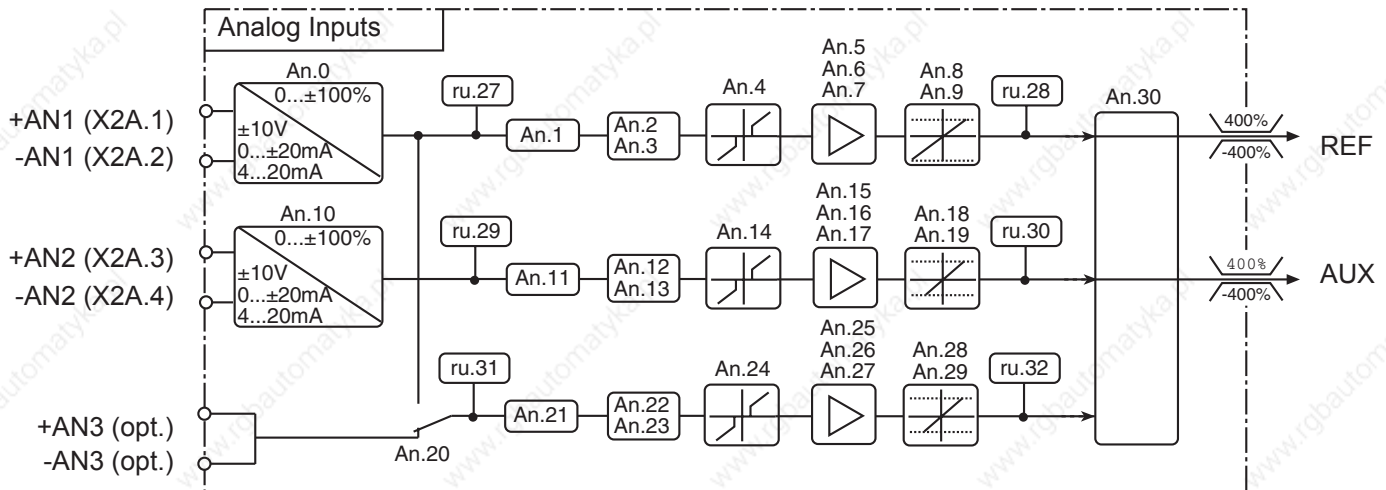 Analog Inputs
An.0
0...±100%
±10V
0...±20mA
4...20mA
+AN1 (X2A.1)
-AN1 (X2A.2)
ru.27
An.1
An.2
An.3
An.4
An.5
An.6
An.7
An.8
An.9
ru.28
An.30
400%
-400%
REF
An.10
0...±100%
±10V
0...±20mA
4...20mA
+AN2 (X2A.3)
-AN2 (X2A.4)
ru.29
An.11
An.12
An.13
An.14
An.15
An.16
An.17
An.18
An.19
ru.30
400%
-400%
AUX
+AN3 (opt.)
-AN3 (opt.)
An.20
ru.31
An.21
An.22
An.23
An.24
An.25
An.26
An.27
An.28
An.29
ru.32
www.rgbautomatyka.pl